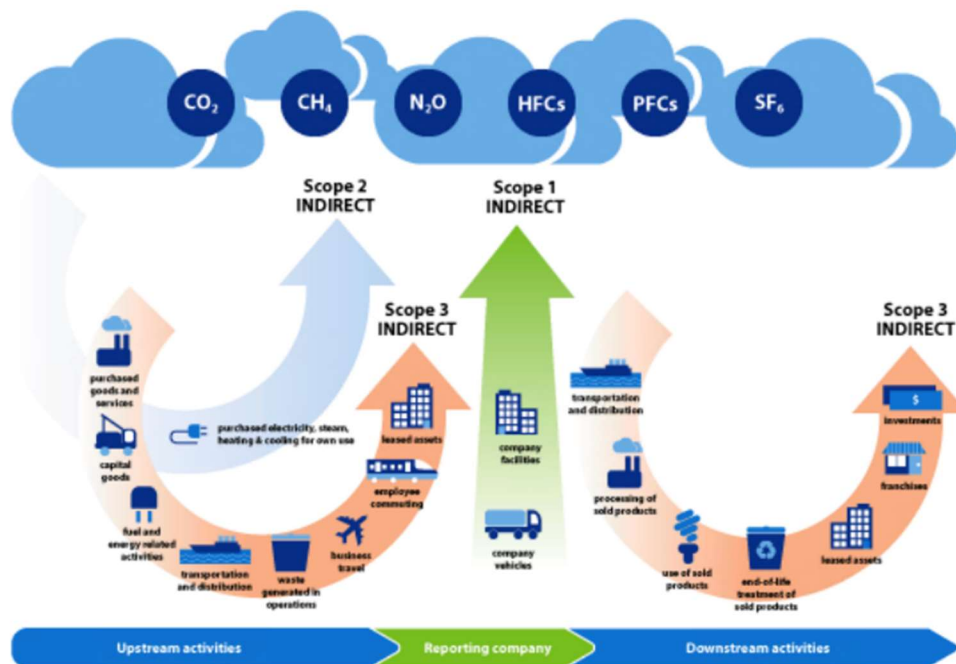 CO₂
CH₄
N₂O
HFCs
PFCs
SF₆
Scope 2
INDIRECT
Scope 1
INDIRECT
Scope 3
INDIRECT
Scope 3
INDIRECT
purchased
goods and
services
capital
goods
fuel and
energy related
activities
purchased electricity, steam,
heating & cooling for own use
transportation
and distribution
waste
generated in
operations
business
travel
employee
commuting
leased assets
company
facilities
company
vehicles
transportation
and distribution
processing of
sold products
use of sold
products
end-of-life
treatment of
sold products
leased assets
franchises
$
investments
Upstream activities
Reporting company
Downstream activities